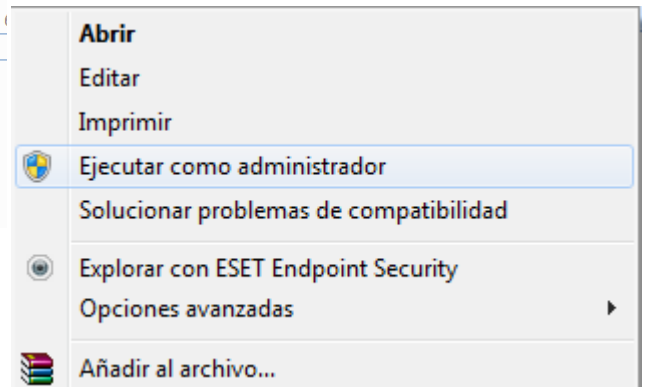 Abrir
Editar
Imprimir
Ejecutar como administrador
Solucionar problemas de compatibilidad
Explorar con ESET Endpoint Security
Opciones avanzadas
Añadir al archivo...